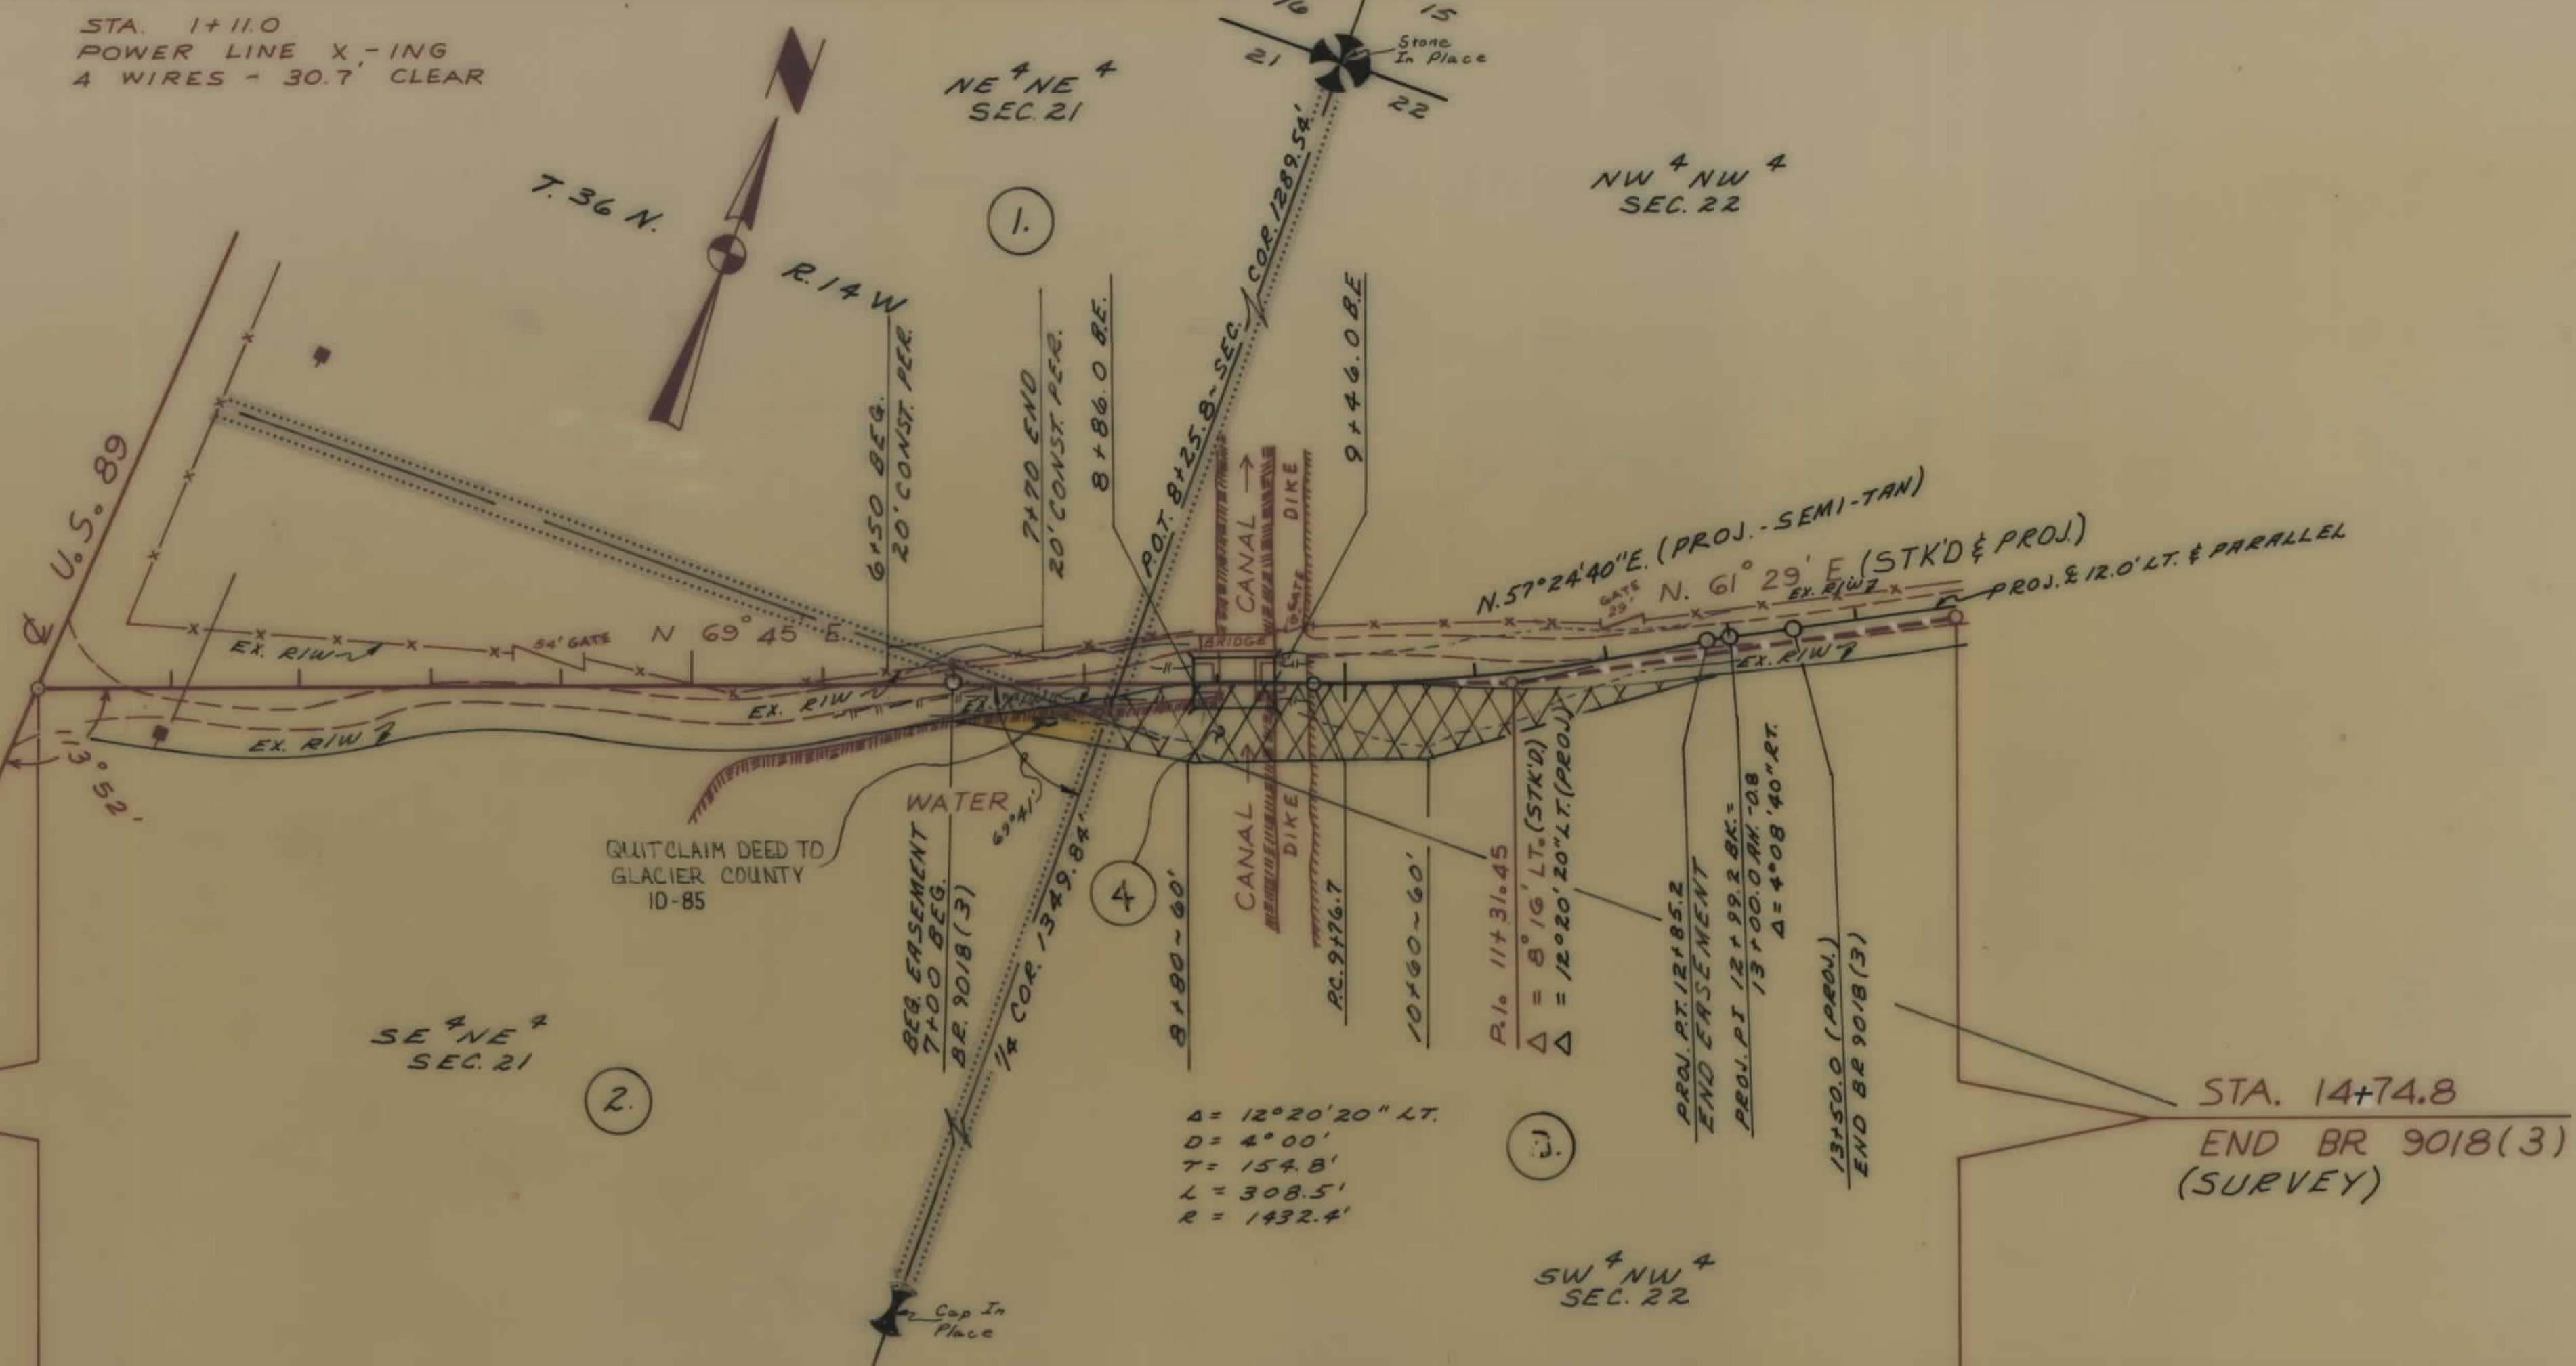 STA. 1+11.0
POWER LINE X,-ING
4 WIRES - 30.7' CLEAR
16
15
21
22
Stone
In Place
NE 4 NE 4
SEC. 21
NW 4 NW 4
SEC. 22
T. 36 N.
R. 14 W
1.
6+50 BEG.
20' CONST. PER.
7+70 END
20' CONST. PER.
8+86.0 B.E.
P.O.T. 8+25.8~SEC. COR. 1289.54'
9+46.0 B.E
U.S. 89
CANAL →
DIKE
GATE
BRIDGE
N. 57°24'40"E. (PROJ. - SEMI-TAN)
GATE
29'
N. 61° 29' E. (STK'D & PROJ.)
EX. R/W
PROJ. ℄ 12.0' LT. & PARALLEL
EX. R/W
54' GATE
N 69° 45 E
EX. R/W
EX. R/W
EX. R/W
EX. R/W
113° 52'
WATER
69°41'
QUIT CLAIM DEED TO
GLACIER COUNTY
10-85
BEG. EASEMENT
7+00 BEG.
BR. 9018(3)
1/4 COR. 1349.84'
4
8+80~60'
CANAL →
DIKE
P.C. 9+76.7
10+60~60'
P.I. 11+31.45
Δ = 8° 16' LT. (STK'D.)
Δ = 12°20'20" LT. (PROJ.)
PROJ. P.T. 12+85.2
END EASEMENT
PROJ. PI 12+99.2 BK.=
13+00.0 AH. -0.8
Δ = 4°08'40" RT.
13+50.0 (PROJ.)
END BR 9018(3)
SE 4 NE 4
SEC. 21
2.
Δ = 12°20'20" LT.
D = 4°00'
T = 154.8'
L = 308.5'
R = 1432.4'
SW 4 NW 4
SEC. 22
STA. 14+74.8
END BR 9018(3)
(SURVEY)
Cap In
Place